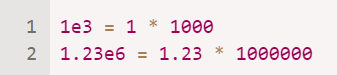 1 1e3 = 1 * 1000
2 1.23e6 = 1.23 * 1000000